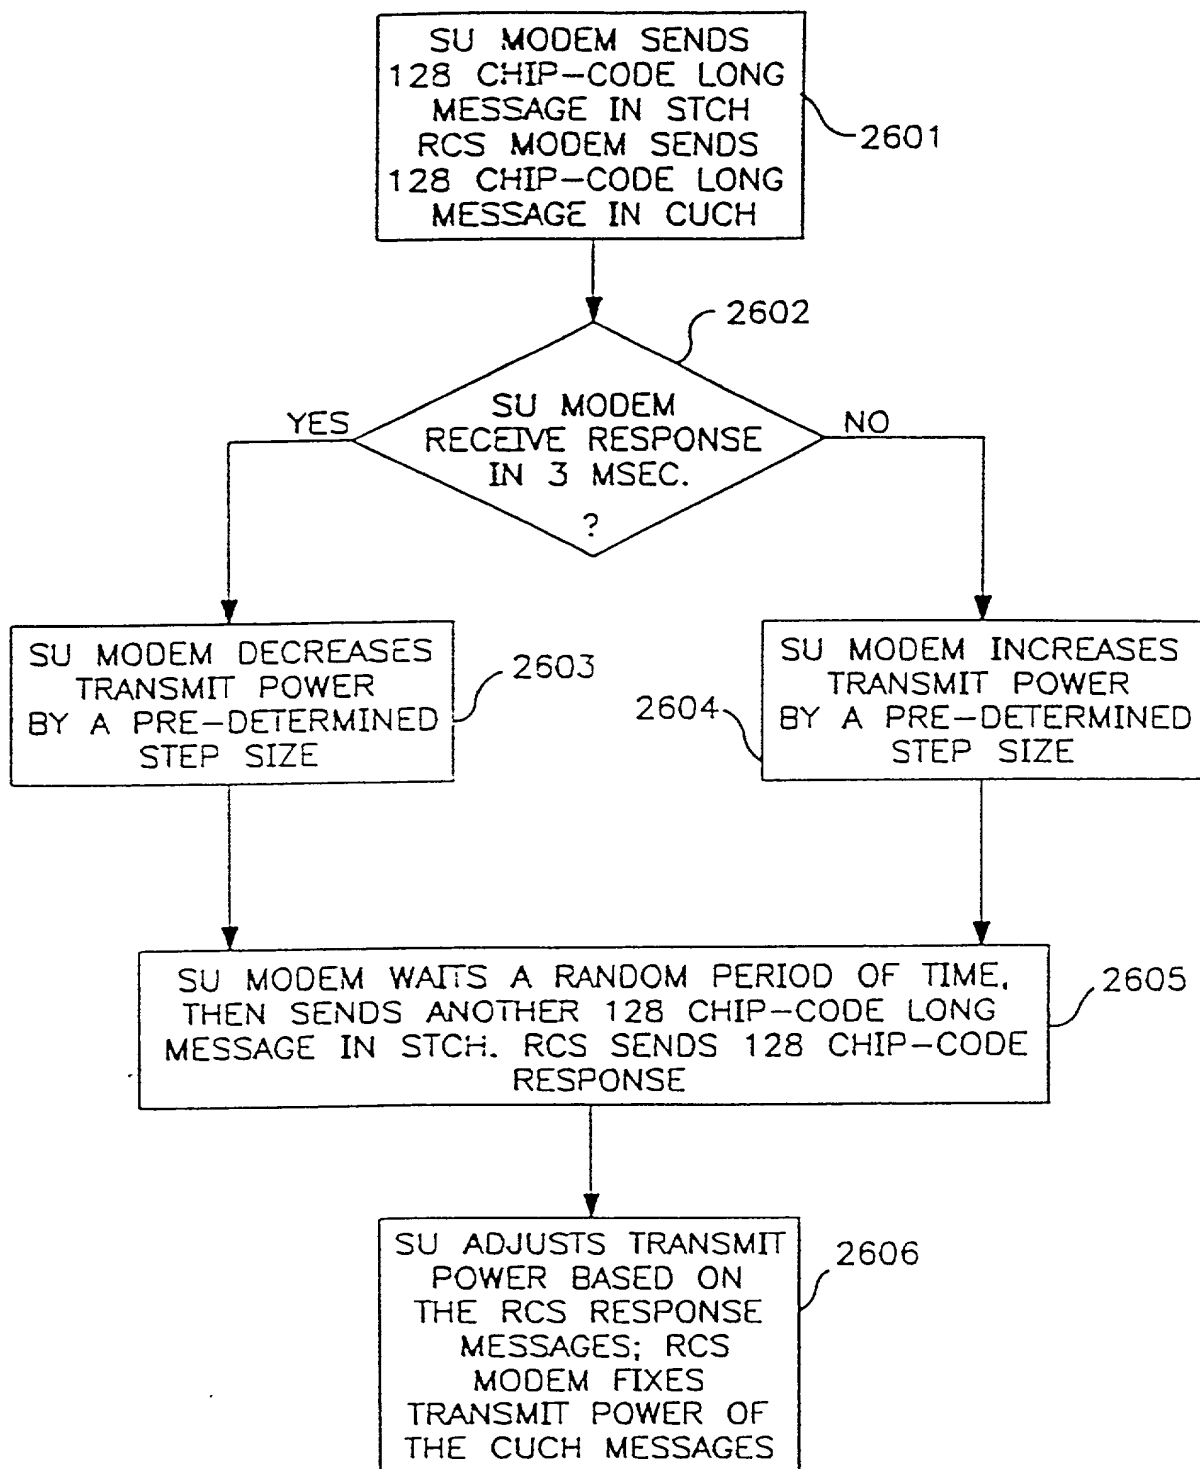 SU MODEM SENDS
128 CHIP-CODE LONG
MESSAGE IN STCH
RCS MODEM SENDS
128 CHIP-CODE LONG
MESSAGE IN CUCH
2601
2602
SU MODEM
RECEIVE RESPONSE
IN 3 MSEC.
?
YES
NO
SU MODEM DECREASES
TRANSMIT POWER
BY A PRE-DETERMINED
STEP SIZE
2603
SU MODEM INCREASES
TRANSMIT POWER
BY A PRE-DETERMINED
STEP SIZE
2604
SU MODEM WAITS A RANDOM PERIOD OF TIME,
THEN SENDS ANOTHER 128 CHIP-CODE LONG
MESSAGE IN STCH. RCS SENDS 128 CHIP-CODE
RESPONSE
2605
SU ADJUSTS TRANSMIT
POWER BASED ON
THE RCS RESPONSE
MESSAGES; RCS
MODEM FIXES
TRANSMIT POWER OF
THE CUCH MESSAGES
2606